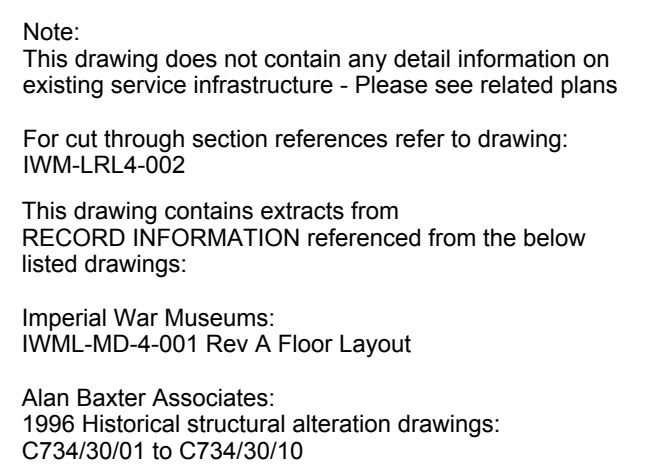 Note:
This drawing does not contain any detail information on
existing service infrastructure - Please see related plans
For cut through section references refer to drawing:
IWM-LRL4-002
This drawing contains extracts from
RECORD INFORMATION referenced from the below
listed drawings:
Imperial War Museums:
IWML-MD-4-001 Rev A Floor Layout
Alan Baxter Associates:
1996 Historical structural alteration drawings:
C734/30/01 to C734/30/10